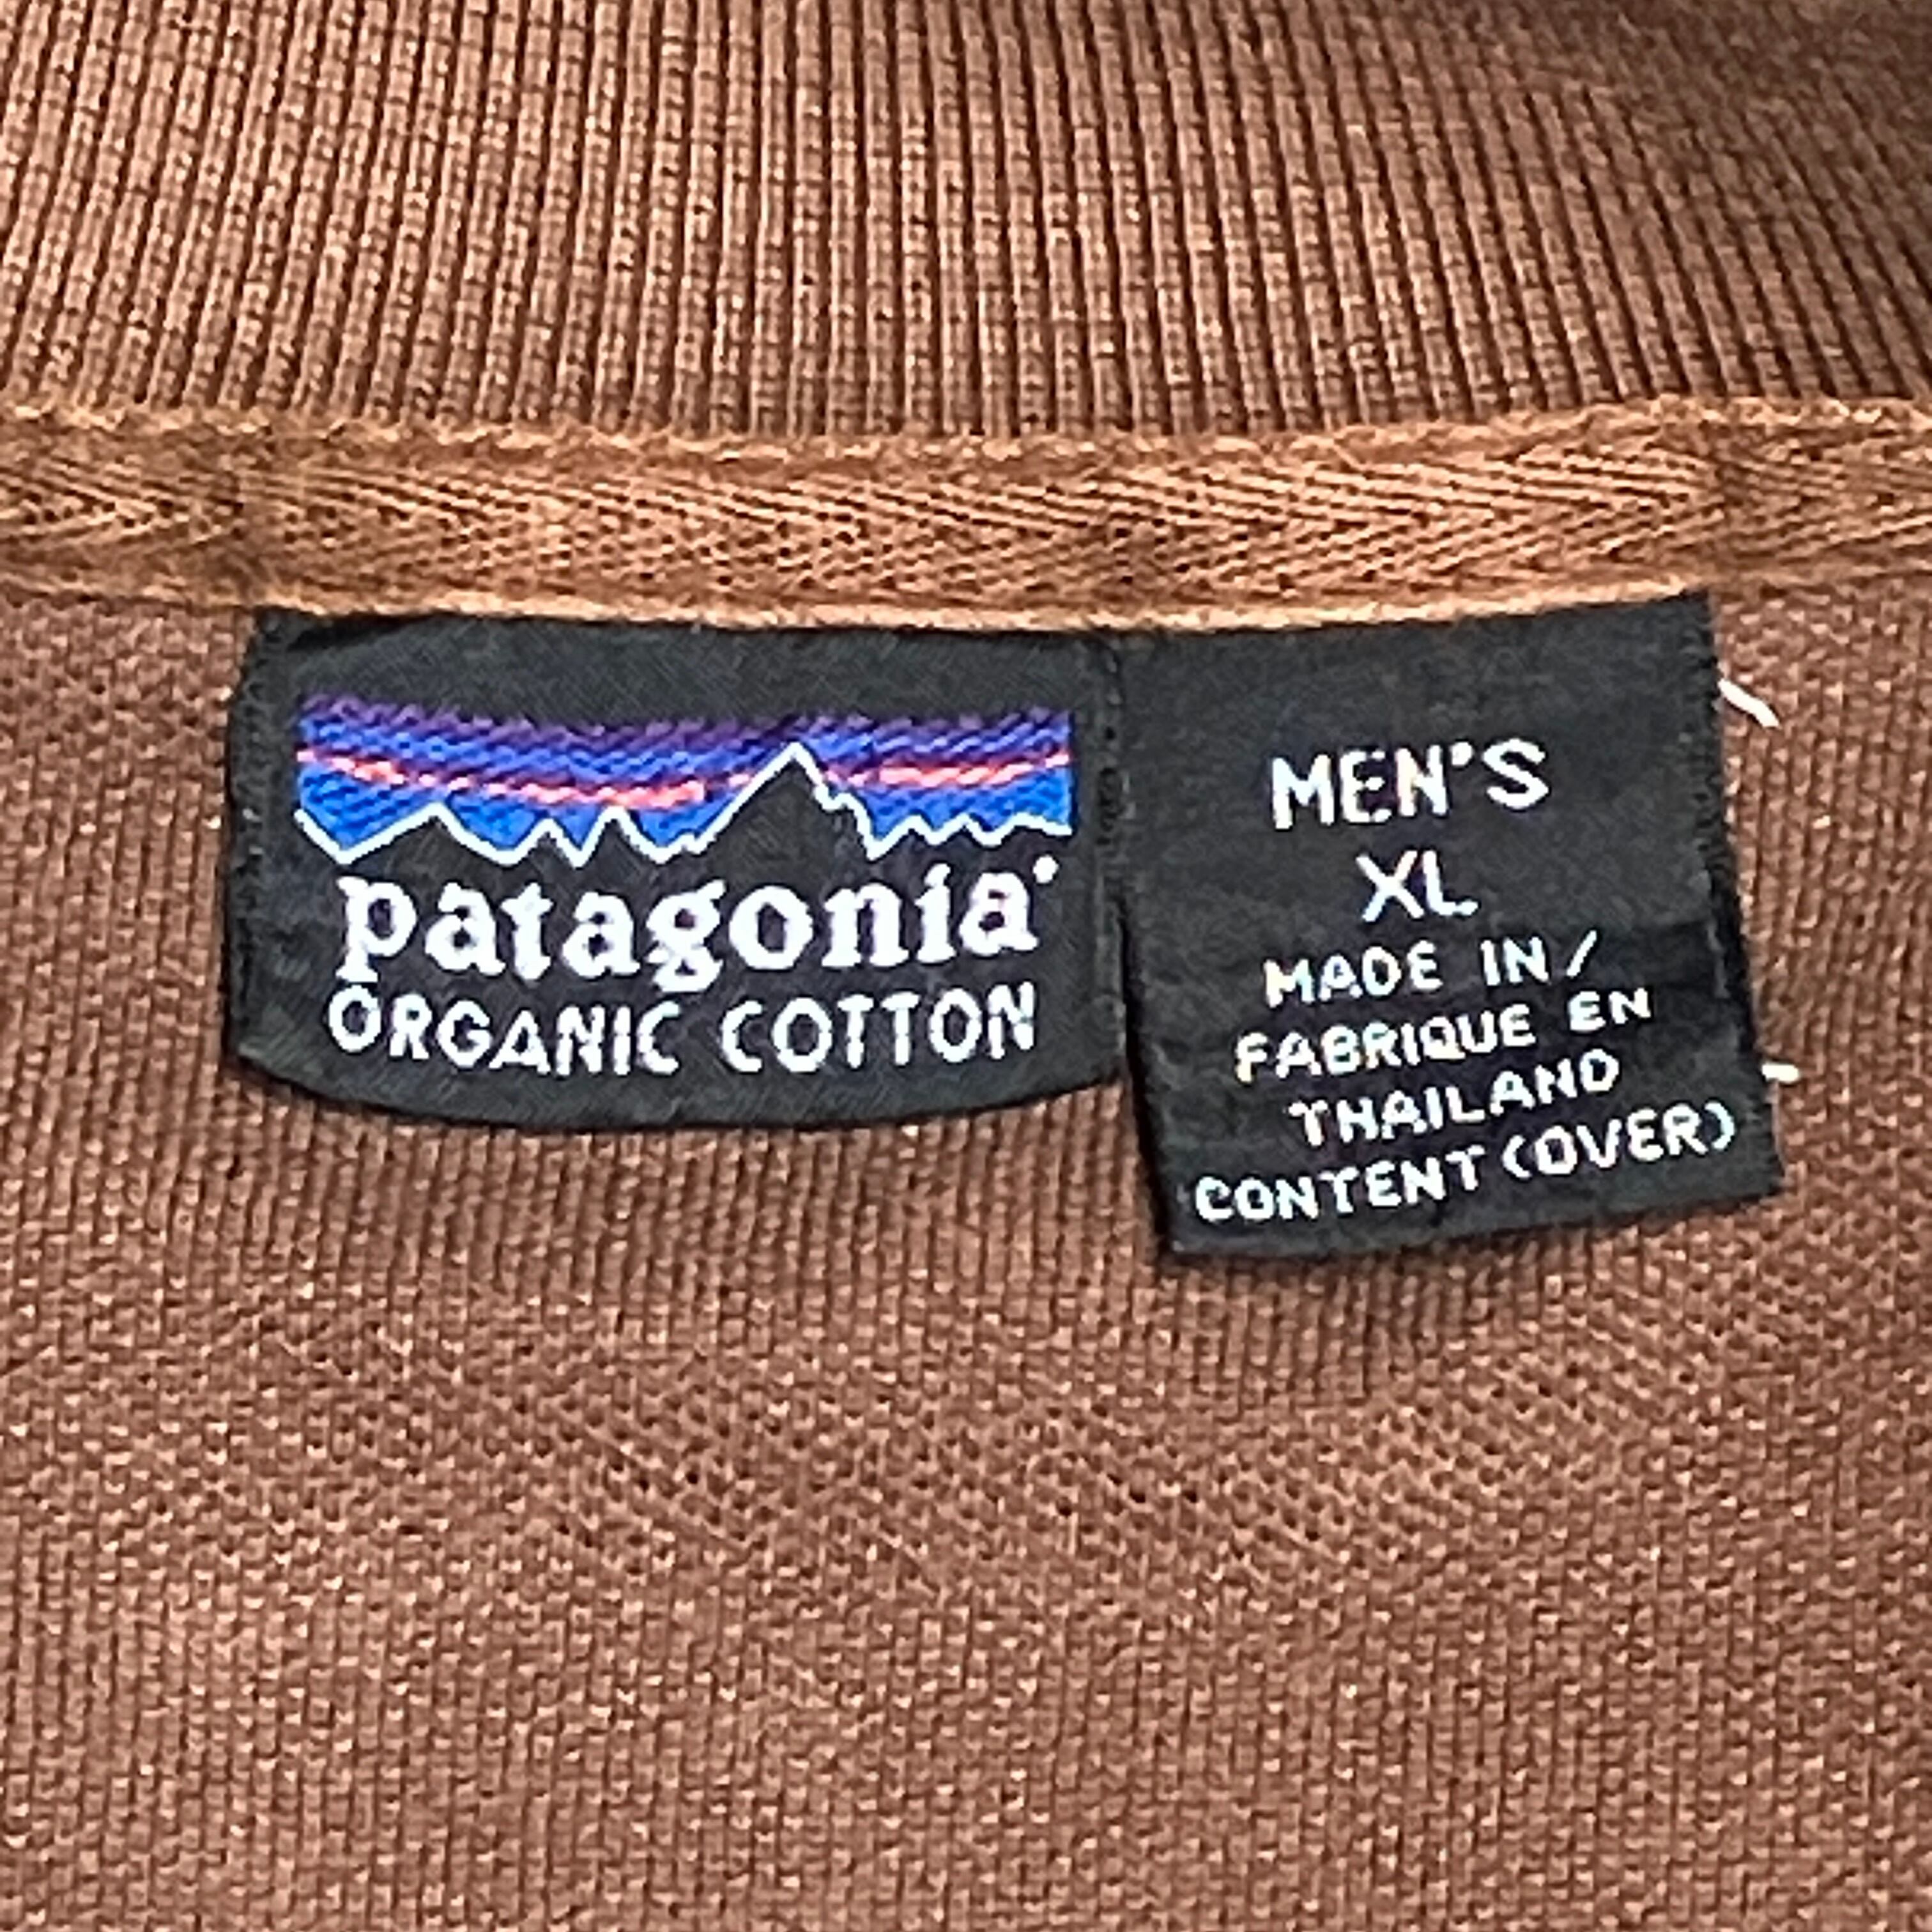 patagonia®
ORGANIC COTTON
MEN'S
XL
MADE IN/
FABRIQUE EN
THAILAND
CONTENT (OVER)